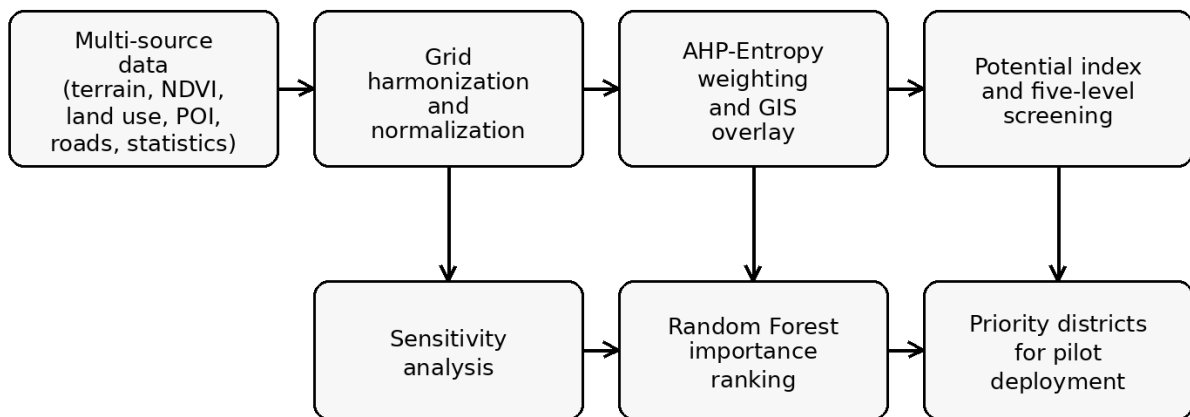 Multi-source
data
(terrain, NDVI,
land use, POI,
roads, statistics)
Grid
harmonization
and
normalization
AHP-Entropy
weighting
and GIS
overlay
Potential index
and five-level
screening
Sensitivity
analysis
Random Forest
importance
ranking
Priority districts
for pilot
deployment